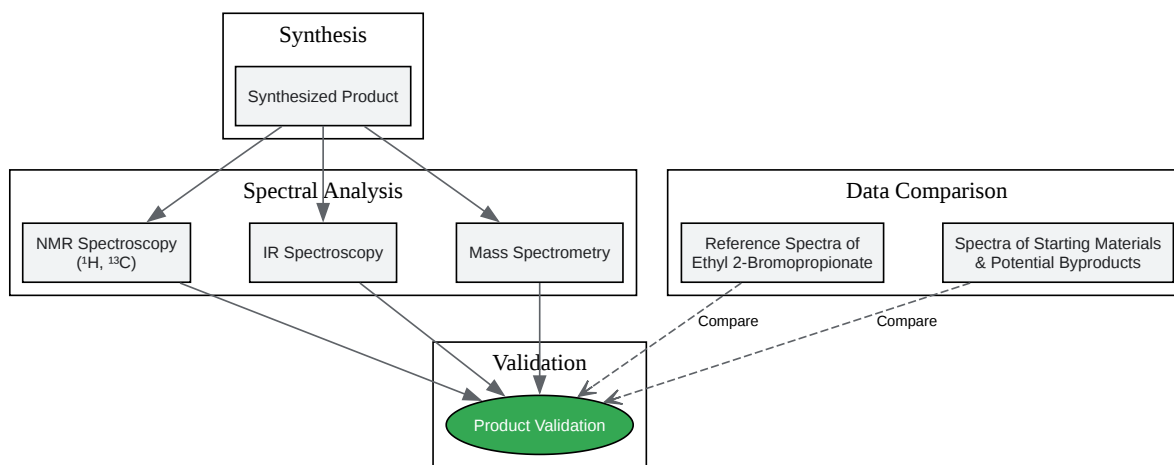 Synthesis
Synthesized Product
Spectral Analysis
NMR Spectroscopy
(¹H, ¹³C)
IR Spectroscopy
Mass Spectrometry
Data Comparison
Reference Spectra of
Ethyl 2-Bromopropionate
Spectra of Starting Materials
& Potential Byproducts
Compare
Compare
Validation
Product Validation